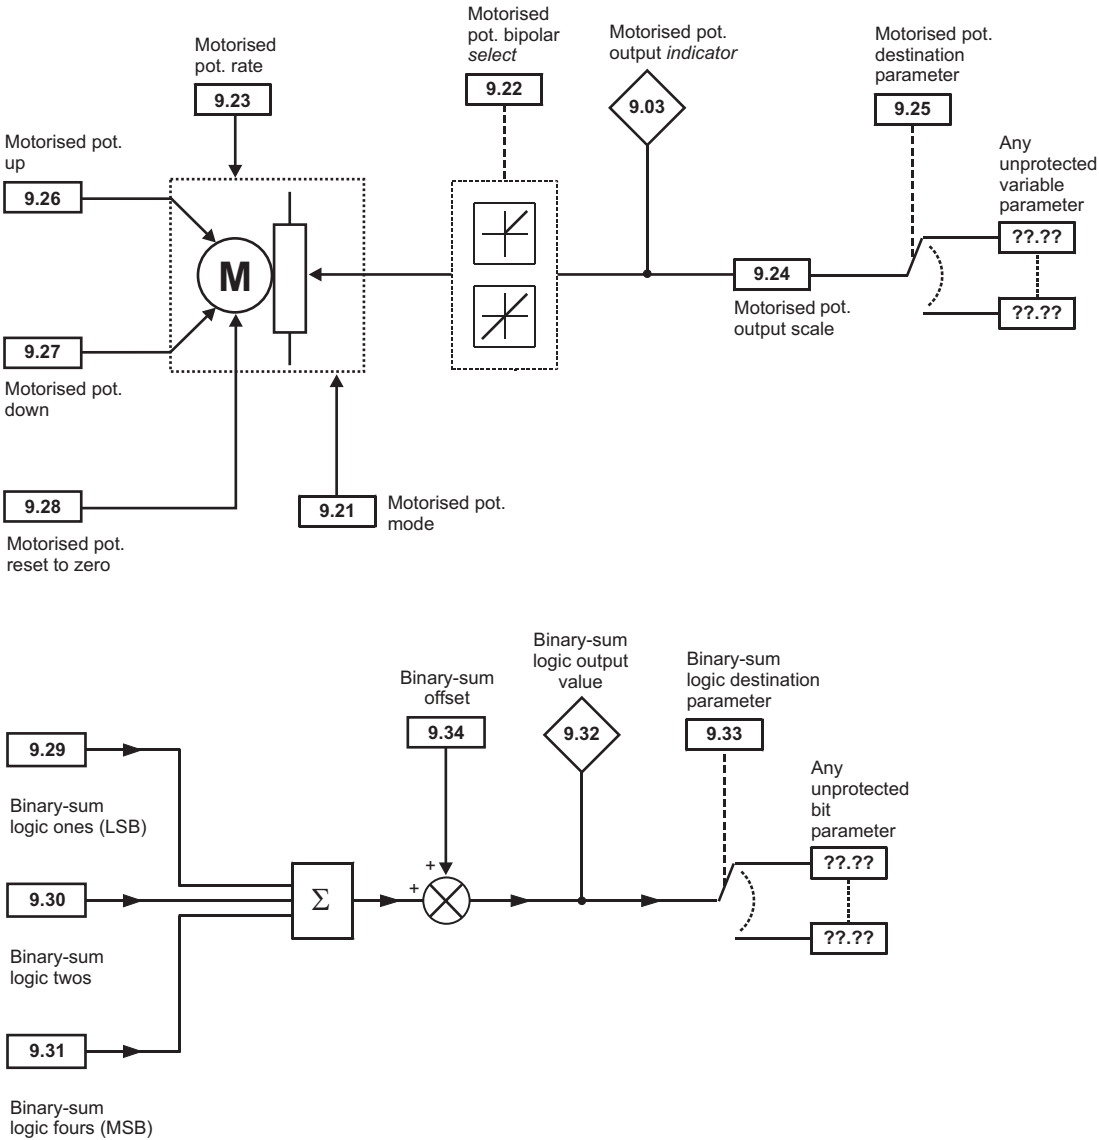 Motorised
pot. rate
9.23
Motorised
pot. bipolar
select
9.22
Motorised pot.
output indicator
9.03
Motorised pot.
destination
parameter
9.25
Any
unprotected
variable
parameter
??.??
??.??
Motorised pot.
up
9.26
M
9.27
Motorised pot.
down
9.24
Motorised pot.
output scale
9.28
Motorised pot.
reset to zero
9.21
Motorised pot.
mode
Binary-sum
offset
9.34
Binary-sum
logic output
value
9.32
Binary-sum
logic destination
parameter
9.33
Any
unprotected
bit
parameter
??.??
??.??
9.29
Binary-sum
logic ones (LSB)
9.30
Binary-sum
logic twos
9.31
Binary-sum
logic fours (MSB)
Σ
+
+